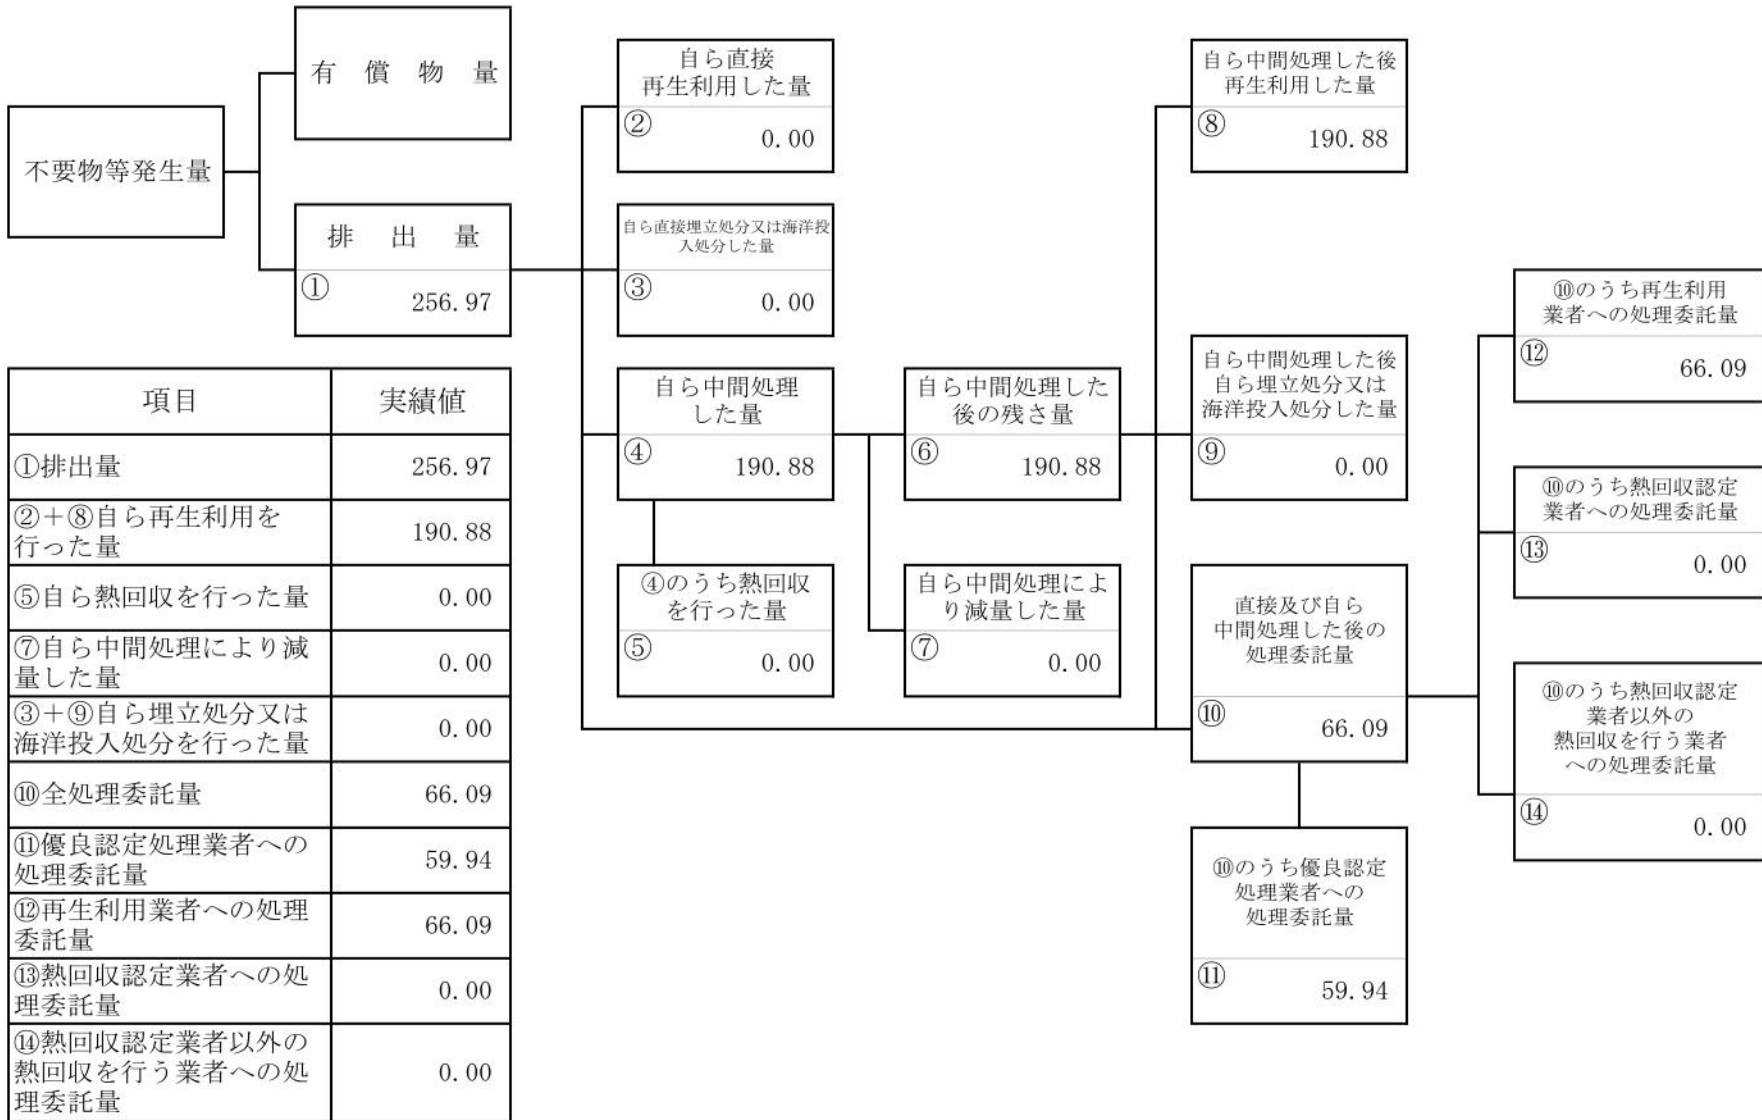 不要物等発生量
有償物量
排出量
① 256.97
自ら直接
再生利用した量
② 0.00
自ら直接埋立処分又は海洋投
入処分した量
③ 0.00
自ら中間処理
した量
④ 190.88
④のうち熱回収
を行った量
⑤ 0.00
自ら中間処理した
後の残さ量
⑥ 190.88
自ら中間処理によ
り減量した量
⑦ 0.00
自ら中間処理した後
再生利用した量
⑧ 190.88
自ら中間処理した後
自ら埋立処分又は
海洋投入処分した量
⑨ 0.00
直接及び自ら
中間処理した後の
処理委託量
⑩ 66.09
⑩のうち優良認定
処理業者への
処理委託量
⑪ 59.94
⑩のうち再生利用
業者への処理委託量
⑫ 66.09
⑩のうち熱回収認定
業者への処理委託量
⑬ 0.00
⑩のうち熱回収認定
業者以外の
熱回収を行う業者
への処理委託量
⑭ 0.00
項目 実績値
①排出量 256.97
②＋⑧自ら再生利用を
行った量 190.88
⑤自ら熱回収を行った量 0.00
⑦自ら中間処理により減
量した量 0.00
③＋⑨自ら埋立処分又は
海洋投入処分を行った量 0.00
⑩全処理委託量 66.09
⑪優良認定処理業者への
処理委託量 59.94
⑫再生利用業者への処理
委託量 66.09
⑬熱回収認定業者への処
理委託量 0.00
⑭熱回収認定業者以外の
熱回収を行う業者への処
理委託量 0.00